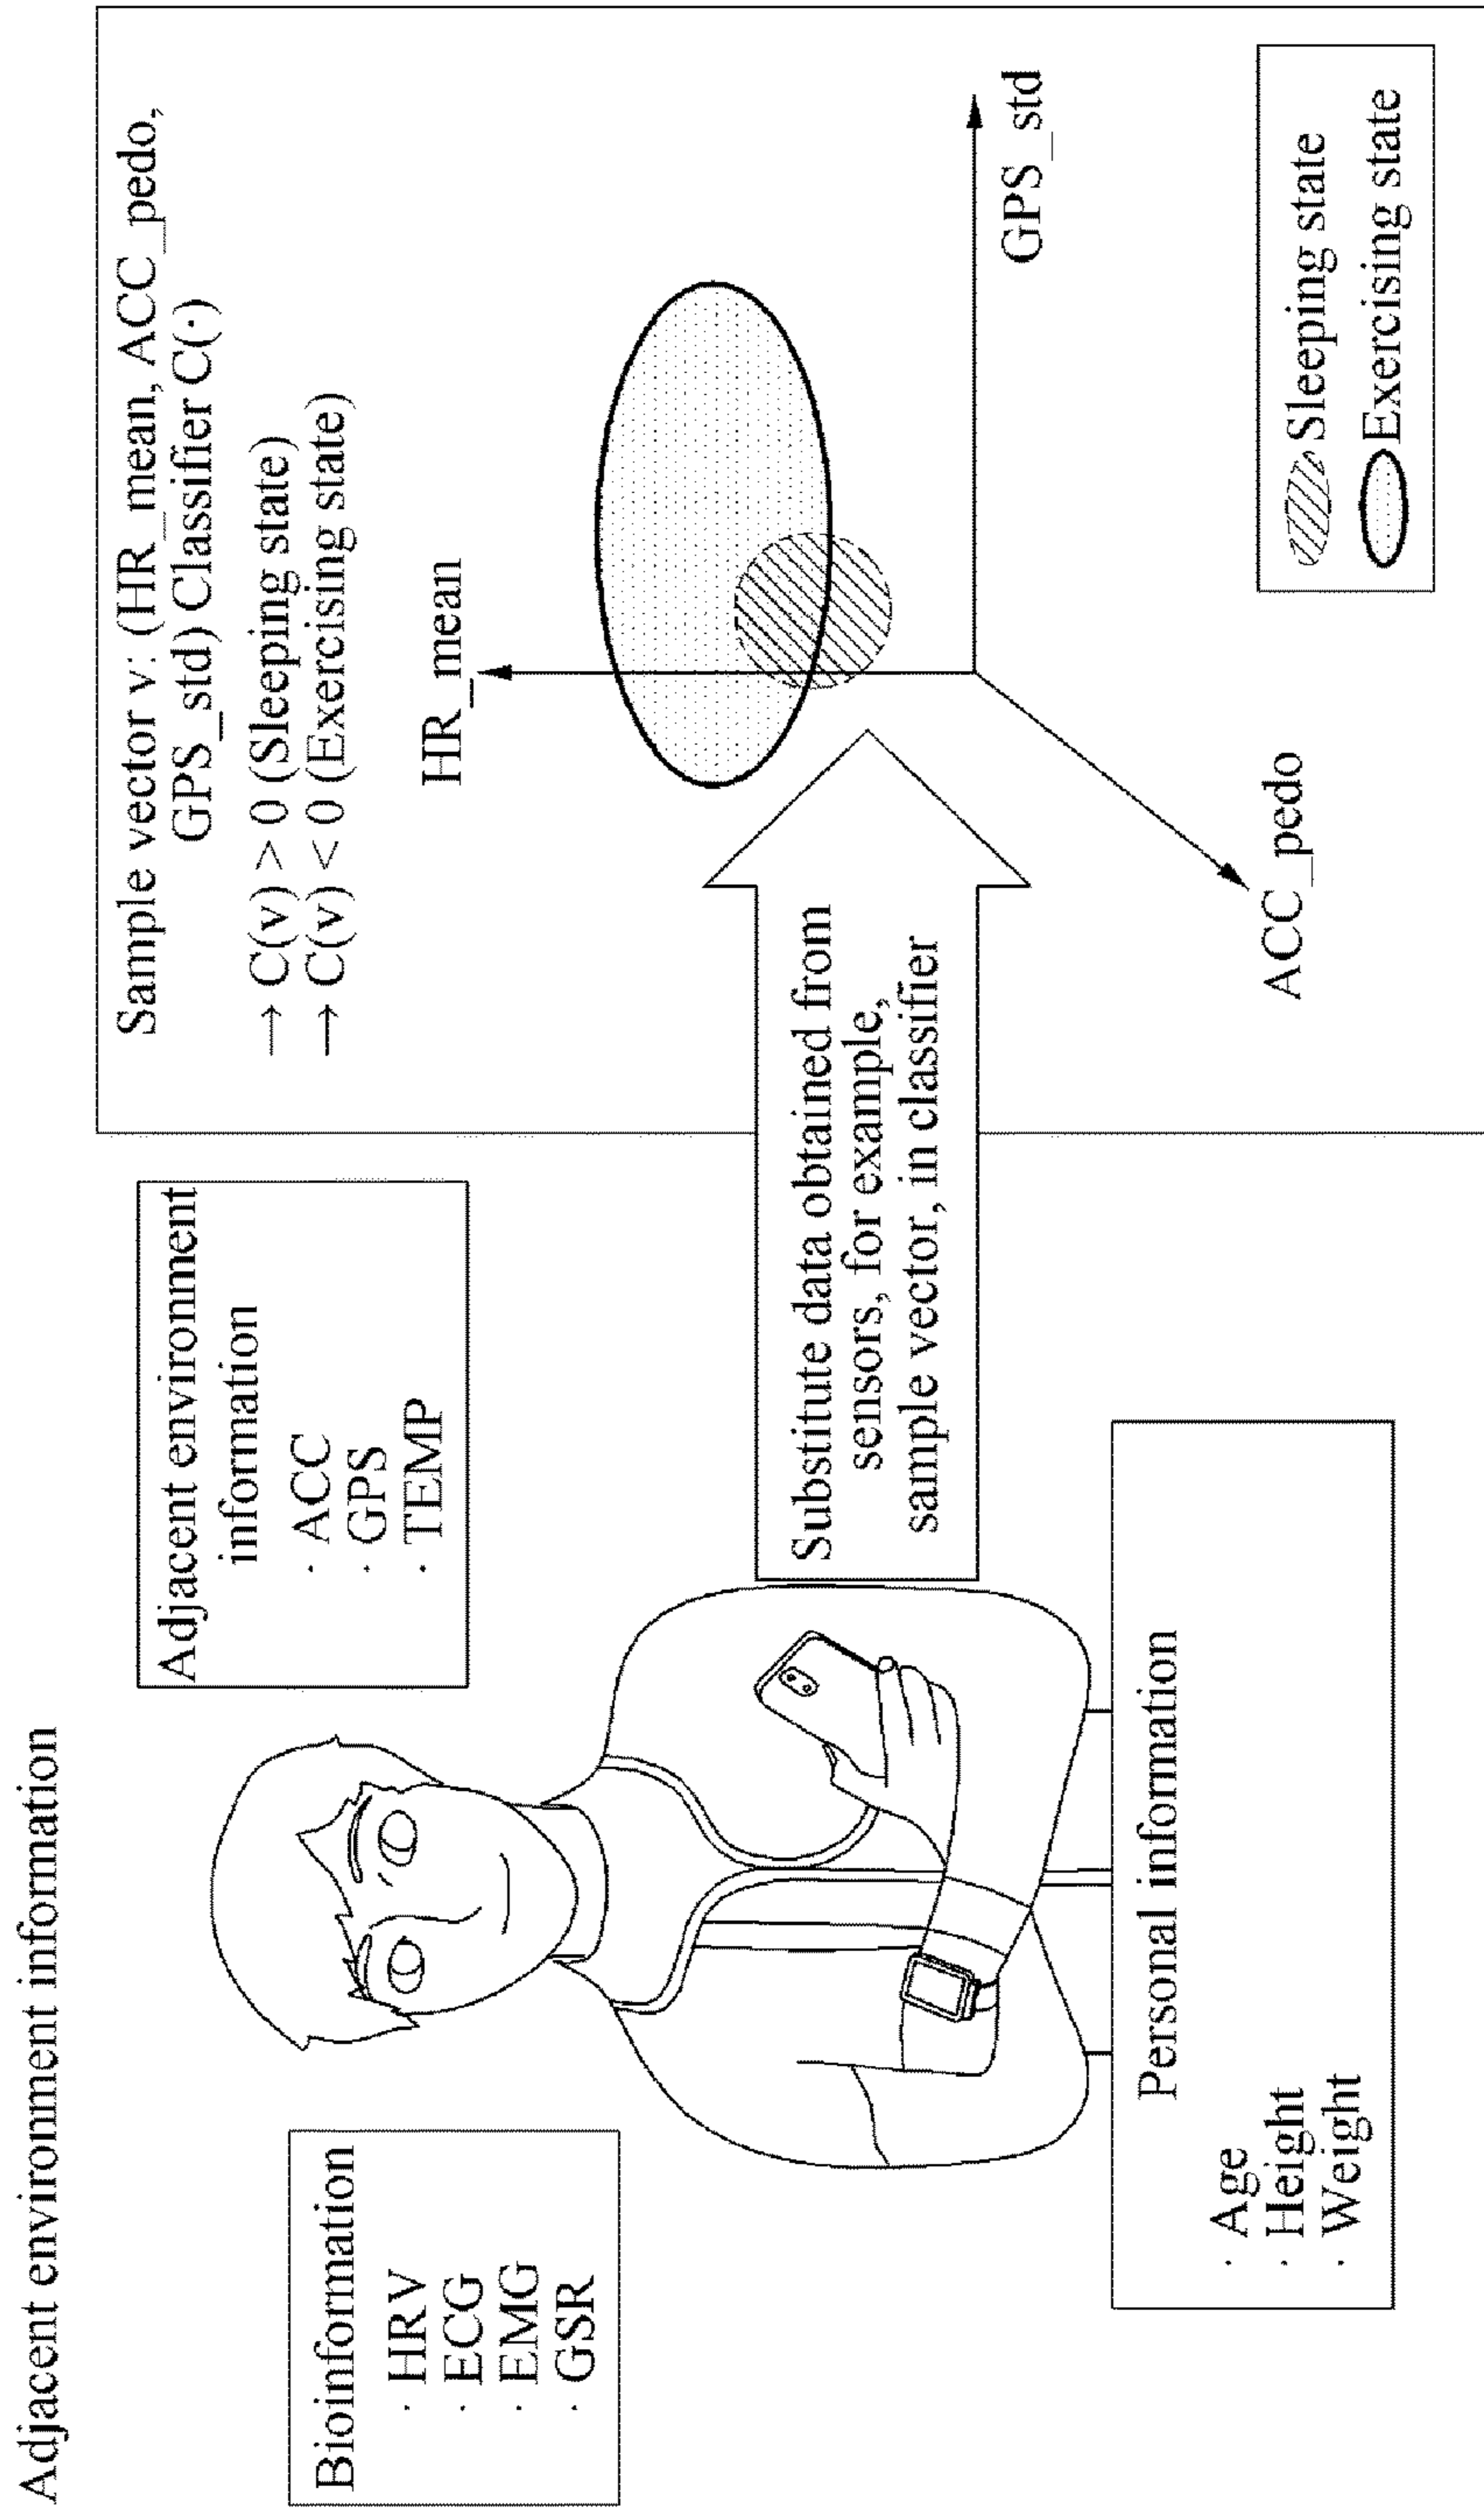 Adjacent environment information
Bioinformation
· HRV
· ECG
· EMG
· GSR
Adjacent environment
information
· ACC
· GPS
· TEMP
Personal information
· Age
· Height
· Weight
Substitute data obtained from
sensors, for example,
sample vector, in classifier
Sample vector v: (HR_mean, ACC_pedo,
GPS_std) Classifier C(·)
→ C(v) > 0 (Sleeping state)
→ C(v) < 0 (Exercising state)
HR_mean
GPS_std
ACC_pedo
Sleeping state
Exercising state